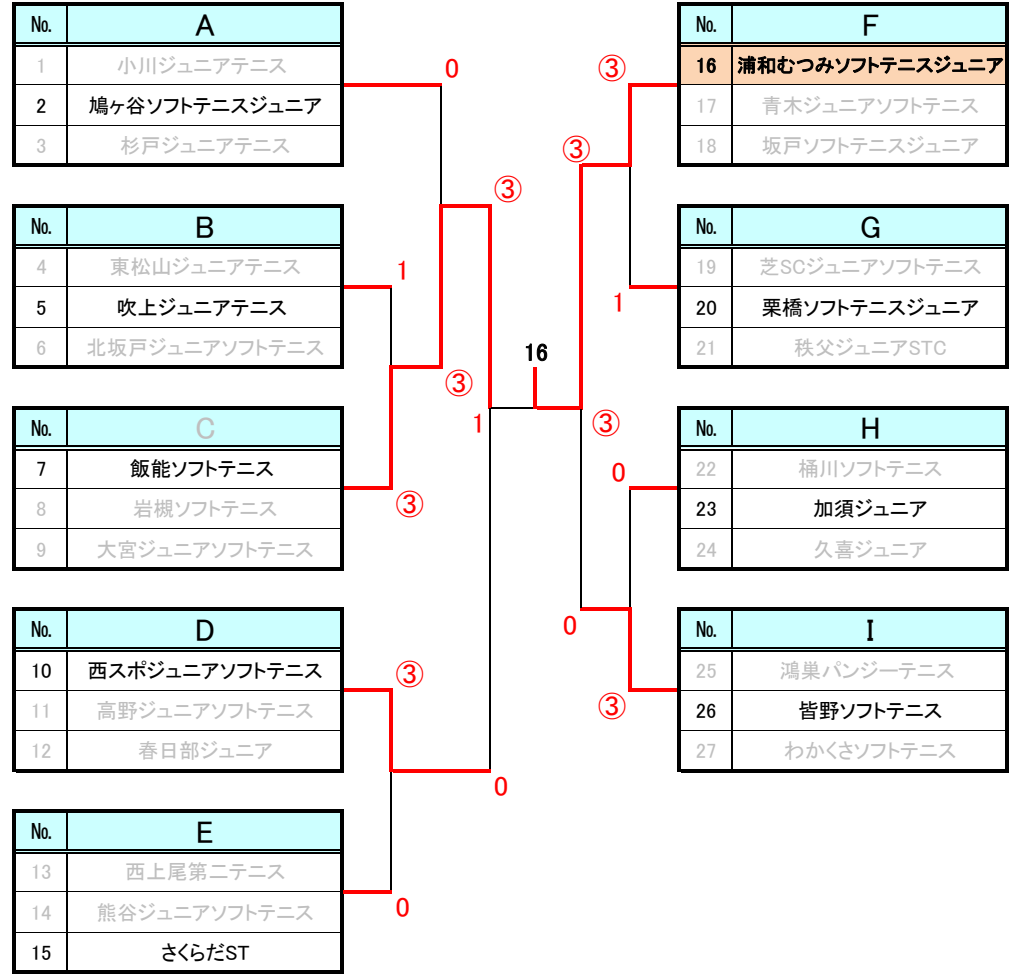 No. A
1 小川ジュニアテニス
2 鳩ヶ谷ソフトテニスジュニア
3 杉戸ジュニアテニス
No. B
4 東松山ジュニアテニス
5 吹上ジュニアテニス
6 北坂戸ジュニアソフトテニス
No. C
7 飯能ソフトテニス
8 岩槻ソフトテニス
9 大宮ジュニアソフトテニス
No. D
10 西スポジュニアソフトテニス
11 高野ジュニアソフトテニス
12 春日部ジュニア
No. E
13 西上尾第二テニス
14 熊谷ジュニアソフトテニス
15 さくらだST
0
③
1
③
1
③
③
0
0
16
③
③
1
③
0
0
③
No. F
16 浦和むつみソフトテニスジュニア
17 青木ジュニアソフトテニス
18 坂戸ソフトテニスジュニア
No. G
19 芝SCジュニアソフトテニス
20 栗橋ソフトテニスジュニア
21 秩父ジュニアSTC
No. H
22 桶川ソフトテニス
23 加須ジュニア
24 久喜ジュニア
No. I
25 鴻巣パンジーテニス
26 皆野ソフトテニス
27 わかくさソフトテニス